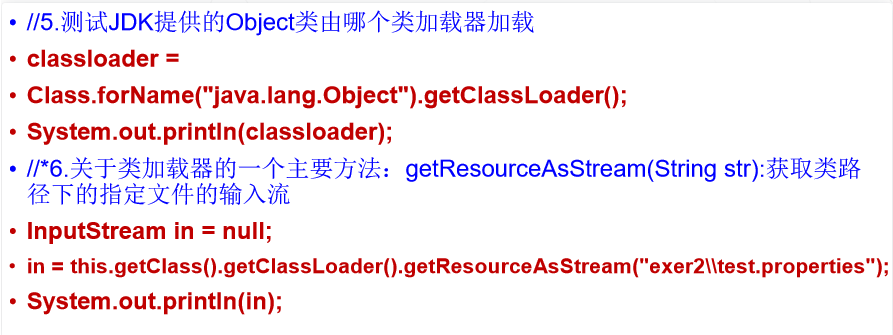 //5.测试JDK提供的Object类由哪个类加载器加载
classloader =
Class.forName("java.lang.Object").getClassLoader();
System.out.println(classloader);
//*6.关于类加载器的一个主要方法：getResourceAsStream(String str):获取类路
径下的指定文件的输入流
InputStream in = null;
in = this.getClass().getClassLoader().getResourceAsStream("exer2\\test.properties");
System.out.println(in);